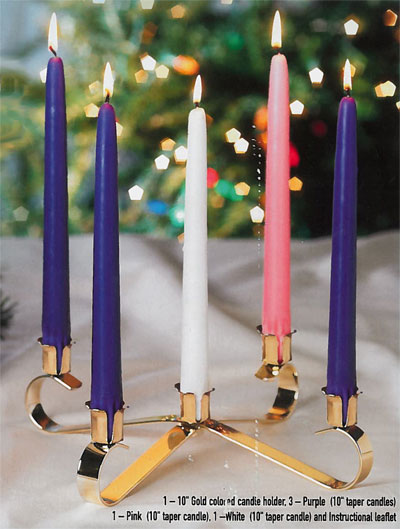 1 – 10" Gold colored candle holder, 3 – Purple (10" taper candles)
1 – Pink (10" taper candle), 1 –White (10" taper candle) and Instructional leaflet